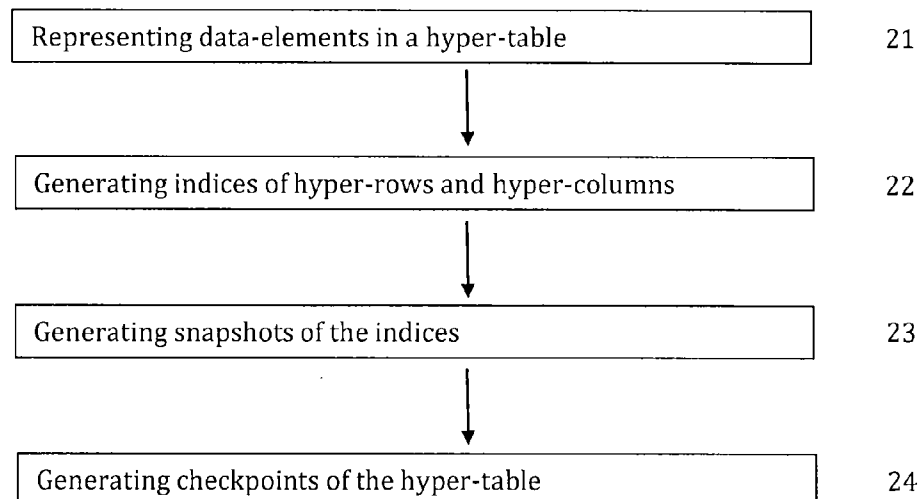 Representing data-elements in a hyper-table 21
Generating indices of hyper-rows and hyper-columns 22
Generating snapshots of the indices 23
Generating checkpoints of the hyper-table 24